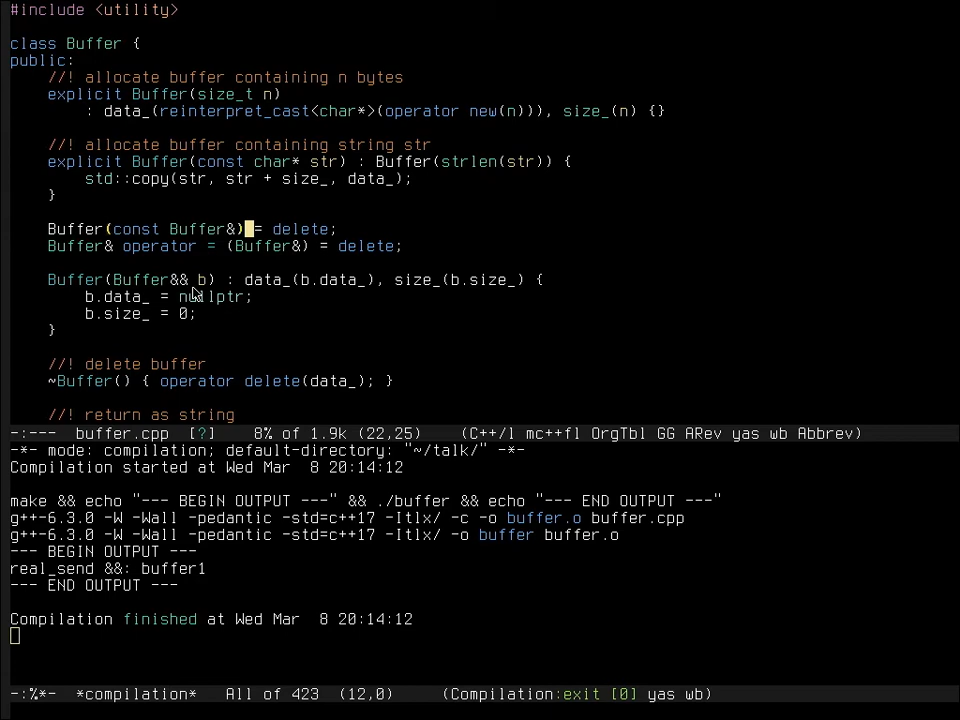 #include <utility>
class Buffer {
public:
//! allocate buffer containing n bytes
explicit Buffer(size_t n)
: data_(reinterpret_cast<char*>(operator new(n))), size_(n) {}
//! allocate buffer containing string str
explicit Buffer(const char* str) : Buffer(strlen(str)) {
std::copy(str, str + size_, data_);
}
Buffer(const Buffer&) = delete;
Buffer& operator = (Buffer&) = delete;
Buffer(Buffer&& b) : data_(b.data_), size_(b.size_) {
b.data_ = nullptr;
b.size_ = 0;
}
//! delete buffer
~Buffer() { operator delete(data_); }
//! return as string
-:--- buffer.cpp [?] 8% of 1.9k (22,25) (C++/l mc++fl OrgTbl GG ARev yas wb Abbrev)
-*- mode: compilation; default-directory: "~/talk/" -*-
Compilation started at Wed Mar 8 20:14:12
make && echo "--- BEGIN OUTPUT ---" && ./buffer && echo "--- END OUTPUT ---"
g++-6.3.0 -W -Wall -pedantic -std=c++17 -Itlx/ -c -o buffer.o buffer.cpp
g++-6.3.0 -W -Wall -pedantic -std=c++17 -Itlx/ -o buffer buffer.o
--- BEGIN OUTPUT ---
real_send &&: buffer1
--- END OUTPUT ---
Compilation finished at Wed Mar 8 20:14:12
-:%*- *compilation* All of 423 (12,0) (Compilation:exit [0] yas wb)